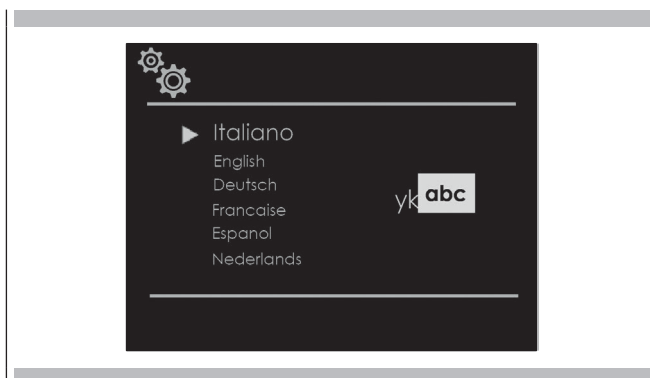 Italiano
English
Deutsch
Francaise
Espanol
Nederlands
yk abc